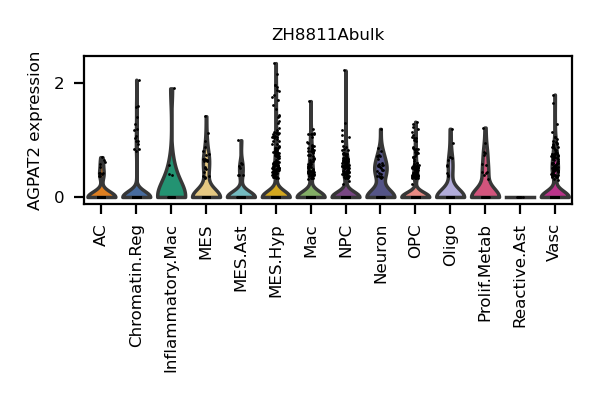 ZH8811Abulk
AGPAT2 expression
2
0
AC
Chromatin.Reg
Inflammatory.Mac
MES
MES.Ast
MES.Hyp
Mac
NPC
Neuron
OPC
Oligo
Prolif.Metab
Reactive.Ast
Vasc